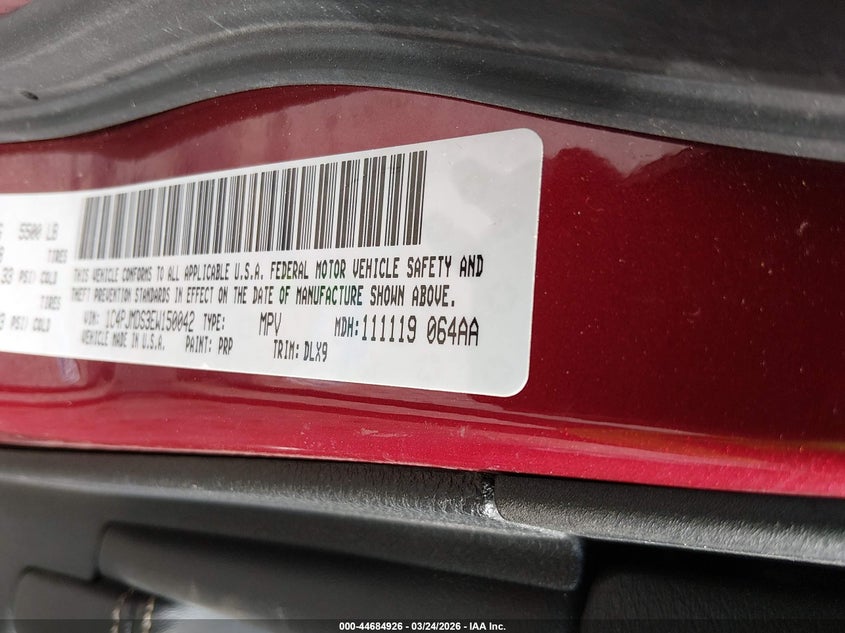 5500 LB
TIRES
33 PSI/COLD
TIRES
PSI/COLD
THIS VEHICLE CONFORMS TO ALL APPLICABLE U.S.A. FEDERAL MOTOR VEHICLE SAFETY AND
THEFT PREVENTION STANDARDS IN EFFECT ON THE DATE OF MANUFACTURE SHOWN ABOVE.
VIN: 1C4PJMDS3EW150042 TYPE: MPV MDH: 111119 064AA
VEHICLE MADE IN U.S.A. PAINT: PRP TRIM: DLX9
000-44684926 - 03/24/2026 - IAA Inc.